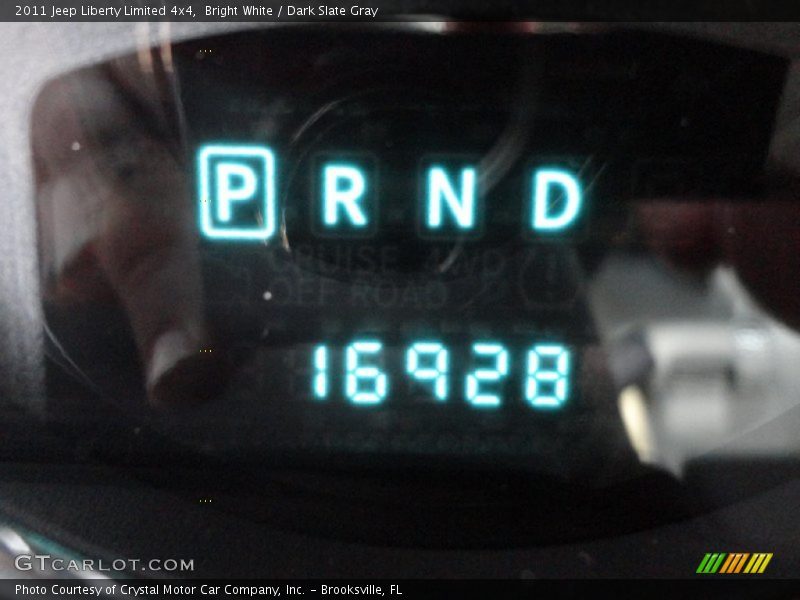 2011 Jeep Liberty Limited 4x4,  Bright White / Dark Slate Gray
P R N D
CRUISE 4WD
OFF ROAD
16928
GTCARLOT.COM
Photo Courtesy of Crystal Motor Car Company, Inc. – Brooksville, FL